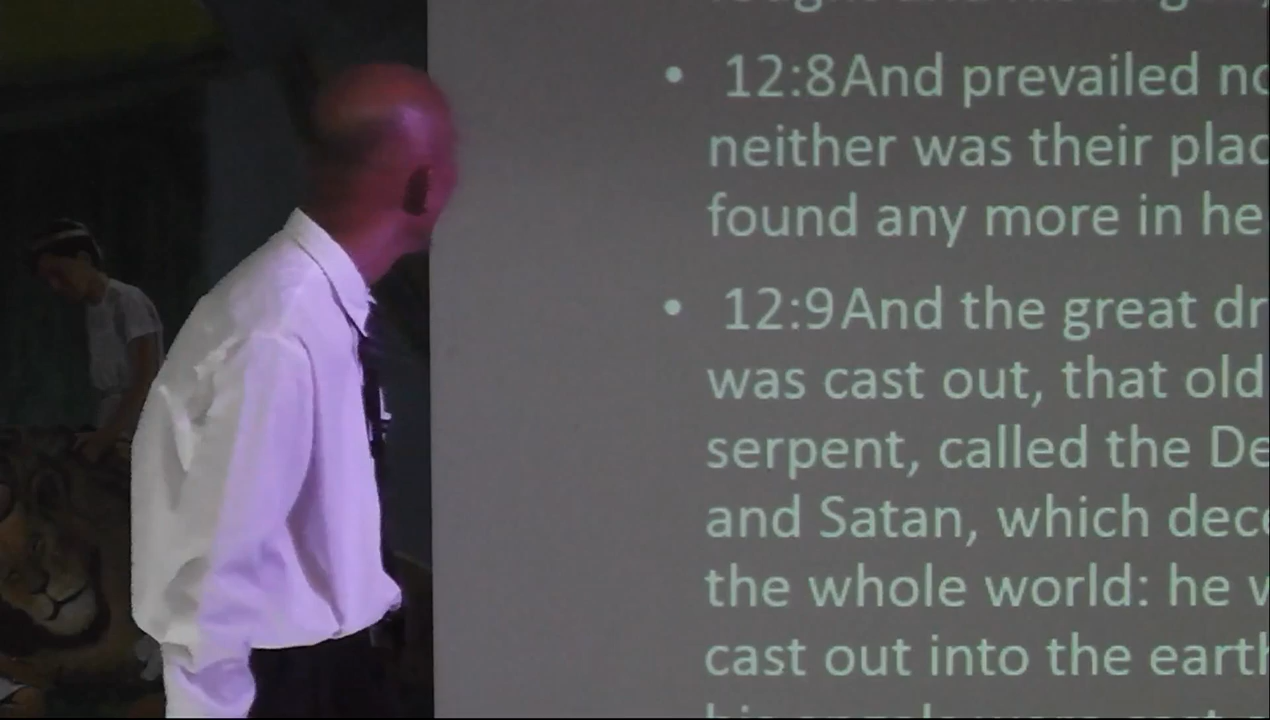 12:8And prevailed no
neither was their plac
found any more in he
12:9And the great dr
was cast out, that old
serpent, called the De
and Satan, which dece
the whole world: he w
cast out into the earth